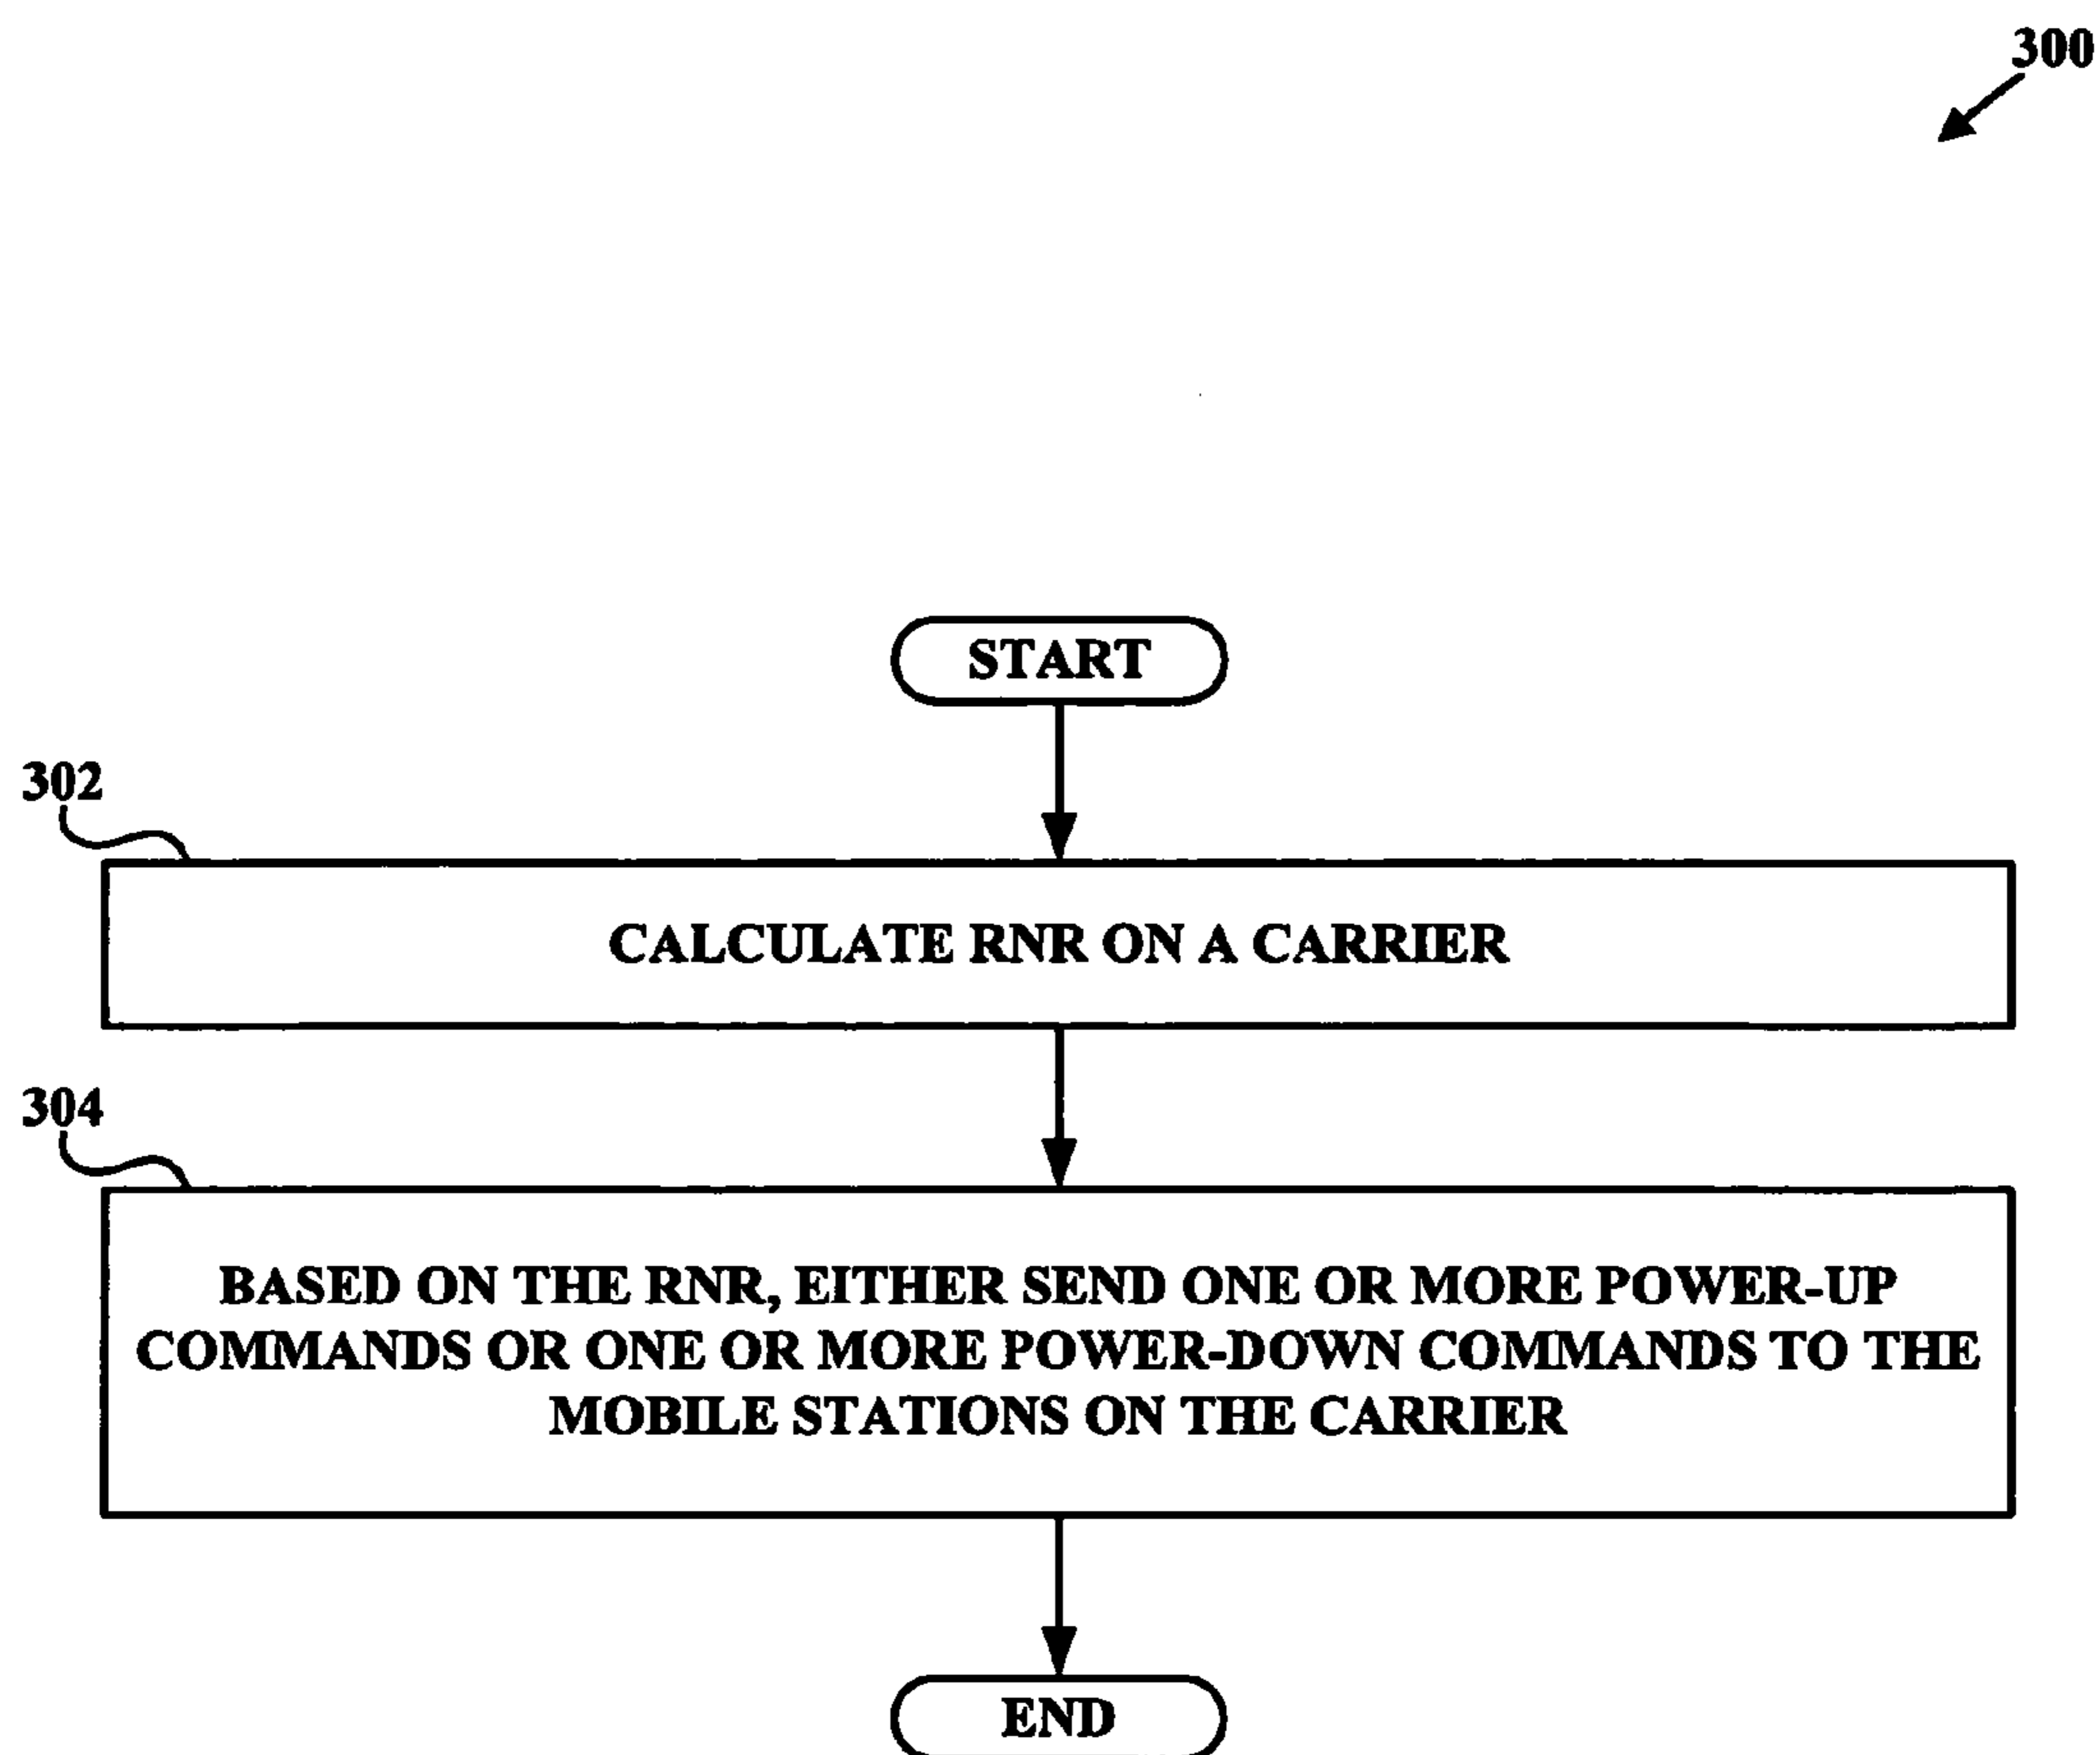 300
START
302
CALCULATE RNR ON A CARRIER
304
BASED ON THE RNR, EITHER SEND ONE OR MORE POWER-UP
COMMANDS OR ONE OR MORE POWER-DOWN COMMANDS TO THE
MOBILE STATIONS ON THE CARRIER
END